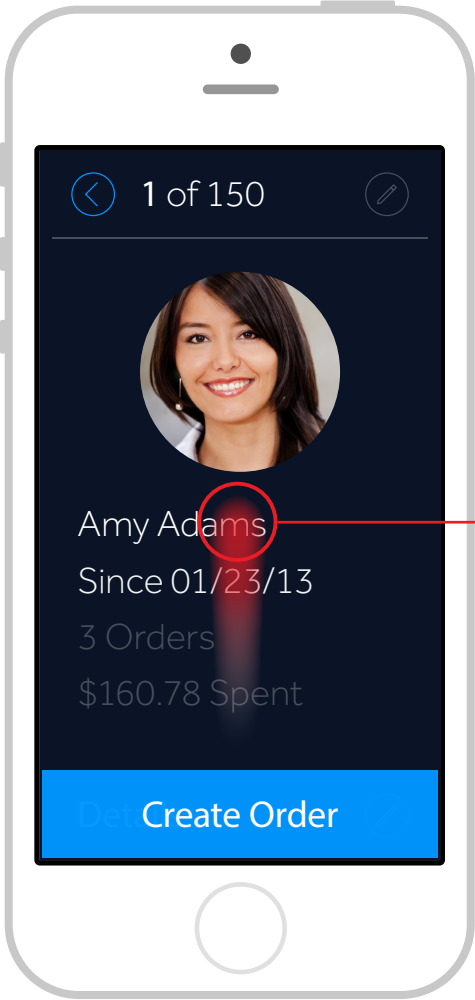 1 of 150
Amy Adams
Since 01/23/13
3 Orders
$160.78 Spent
Create Order